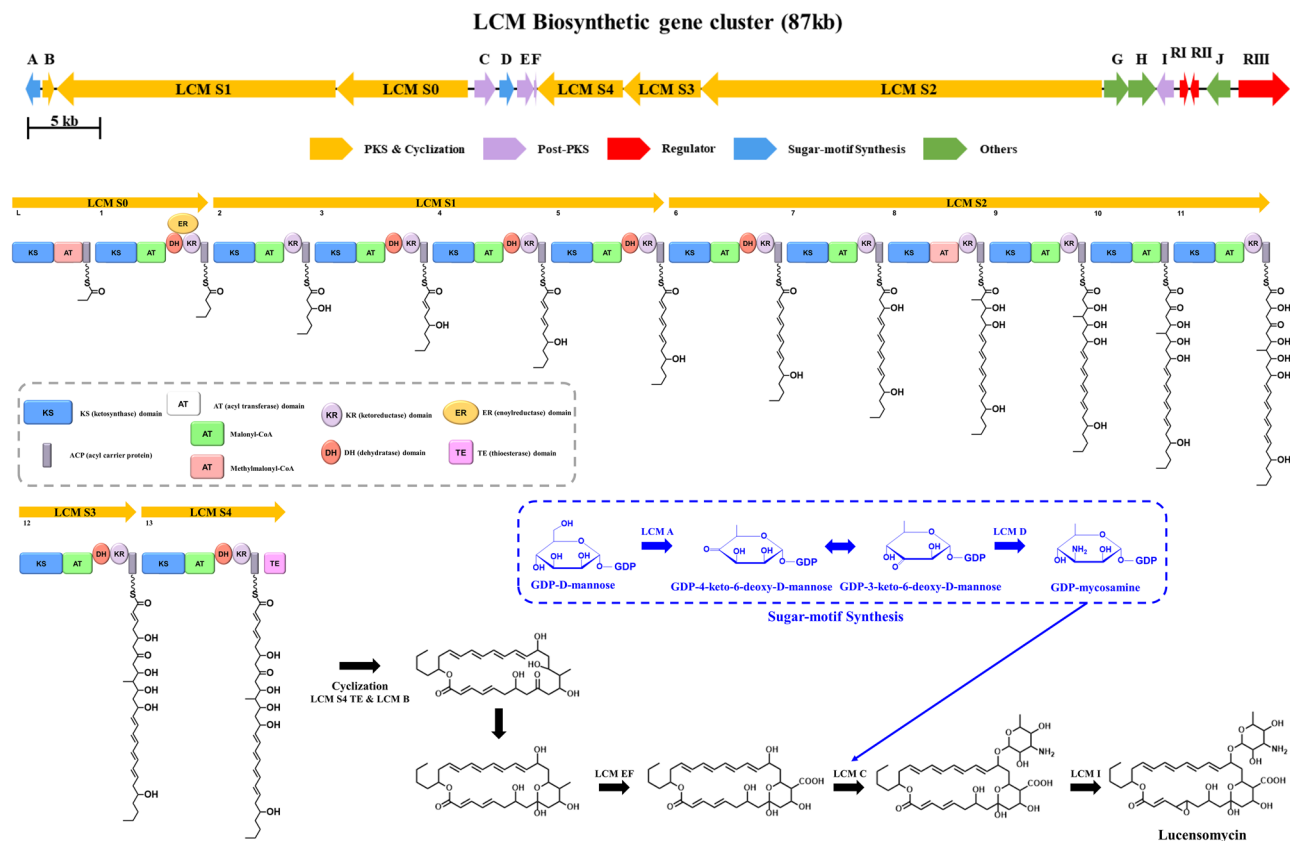 LCM Biosynthetic gene cluster (87kb)
A B C D E F G H I RI RII J RIII
LCM S1 LCM S0 LCM S4 LCM S3 LCM S2
5 kb
PKS & Cyclization Post-PKS Regulator Sugar-motif Synthesis Others
LCM S0 LCM S1 LCM S2
L 1 2 3 4 5 6 7 8 9 10 11
ER
KS AT KS AT DH KR KS AT KR KS AT DH KR KS AT DH KR KS AT DH KR KS AT DH KR KS AT KR KS AT KR KS AT KR KS AT KS AT KR
KS KS (ketosynthase) domain
AT AT (acyl transferase) domain
KR KR (ketoreductase) domain
ER ER (enoylreductase) domain
ACP (acyl carrier protein)
AT Malonyl-CoA
AT Methylmalonyl-CoA
DH DH (dehydratase) domain
TE TE (thioesterase) domain
LCM S3 LCM S4
12 13
KS AT DH KR KS AT DH KR TE
LCM A LCM D
GDP-D-mannose GDP-4-keto-6-deoxy-D-mannose GDP-3-keto-6-deoxy-D-mannose GDP-mycosamine
Sugar-motif Synthesis
Cyclization
LCM S4 TE & LCM B
LCM EF LCM C LCM I
Lucensomycin